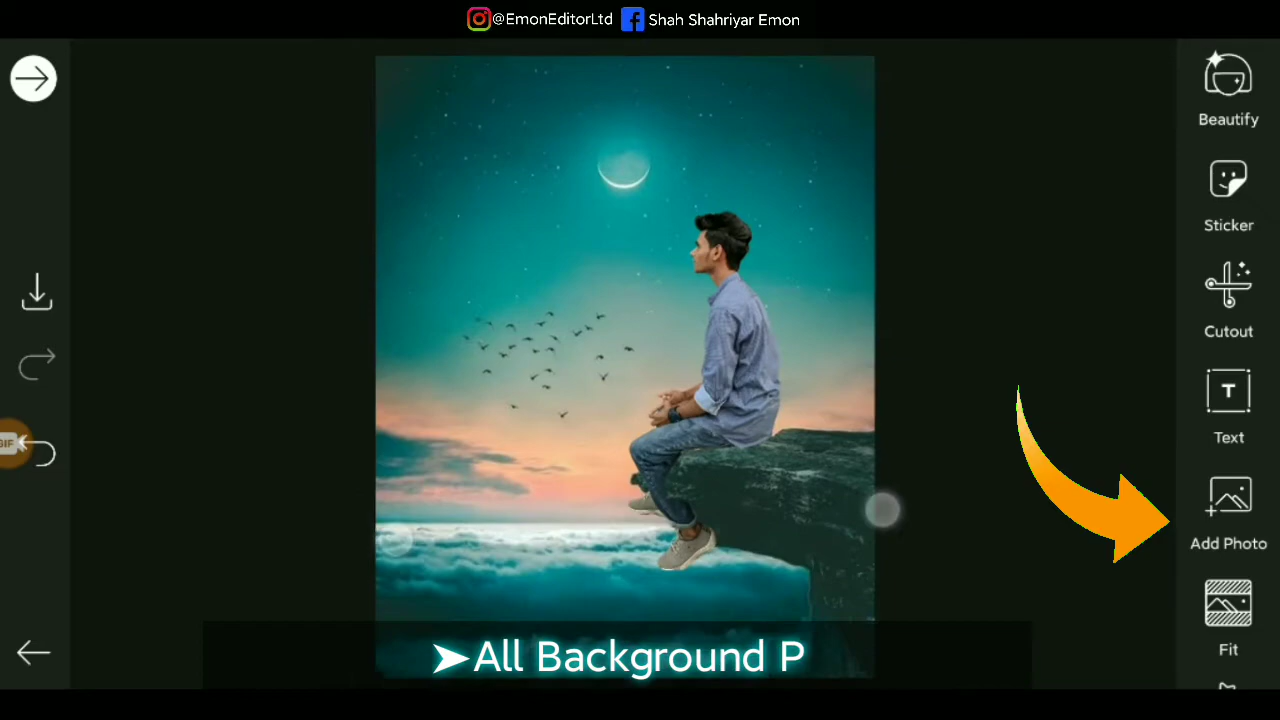 @EmonEditorLtd Shah Shahriyar Emon
Beautify
Sticker
Cutout
T
Text
Add Photo
Fit
GIF
➤All Background P